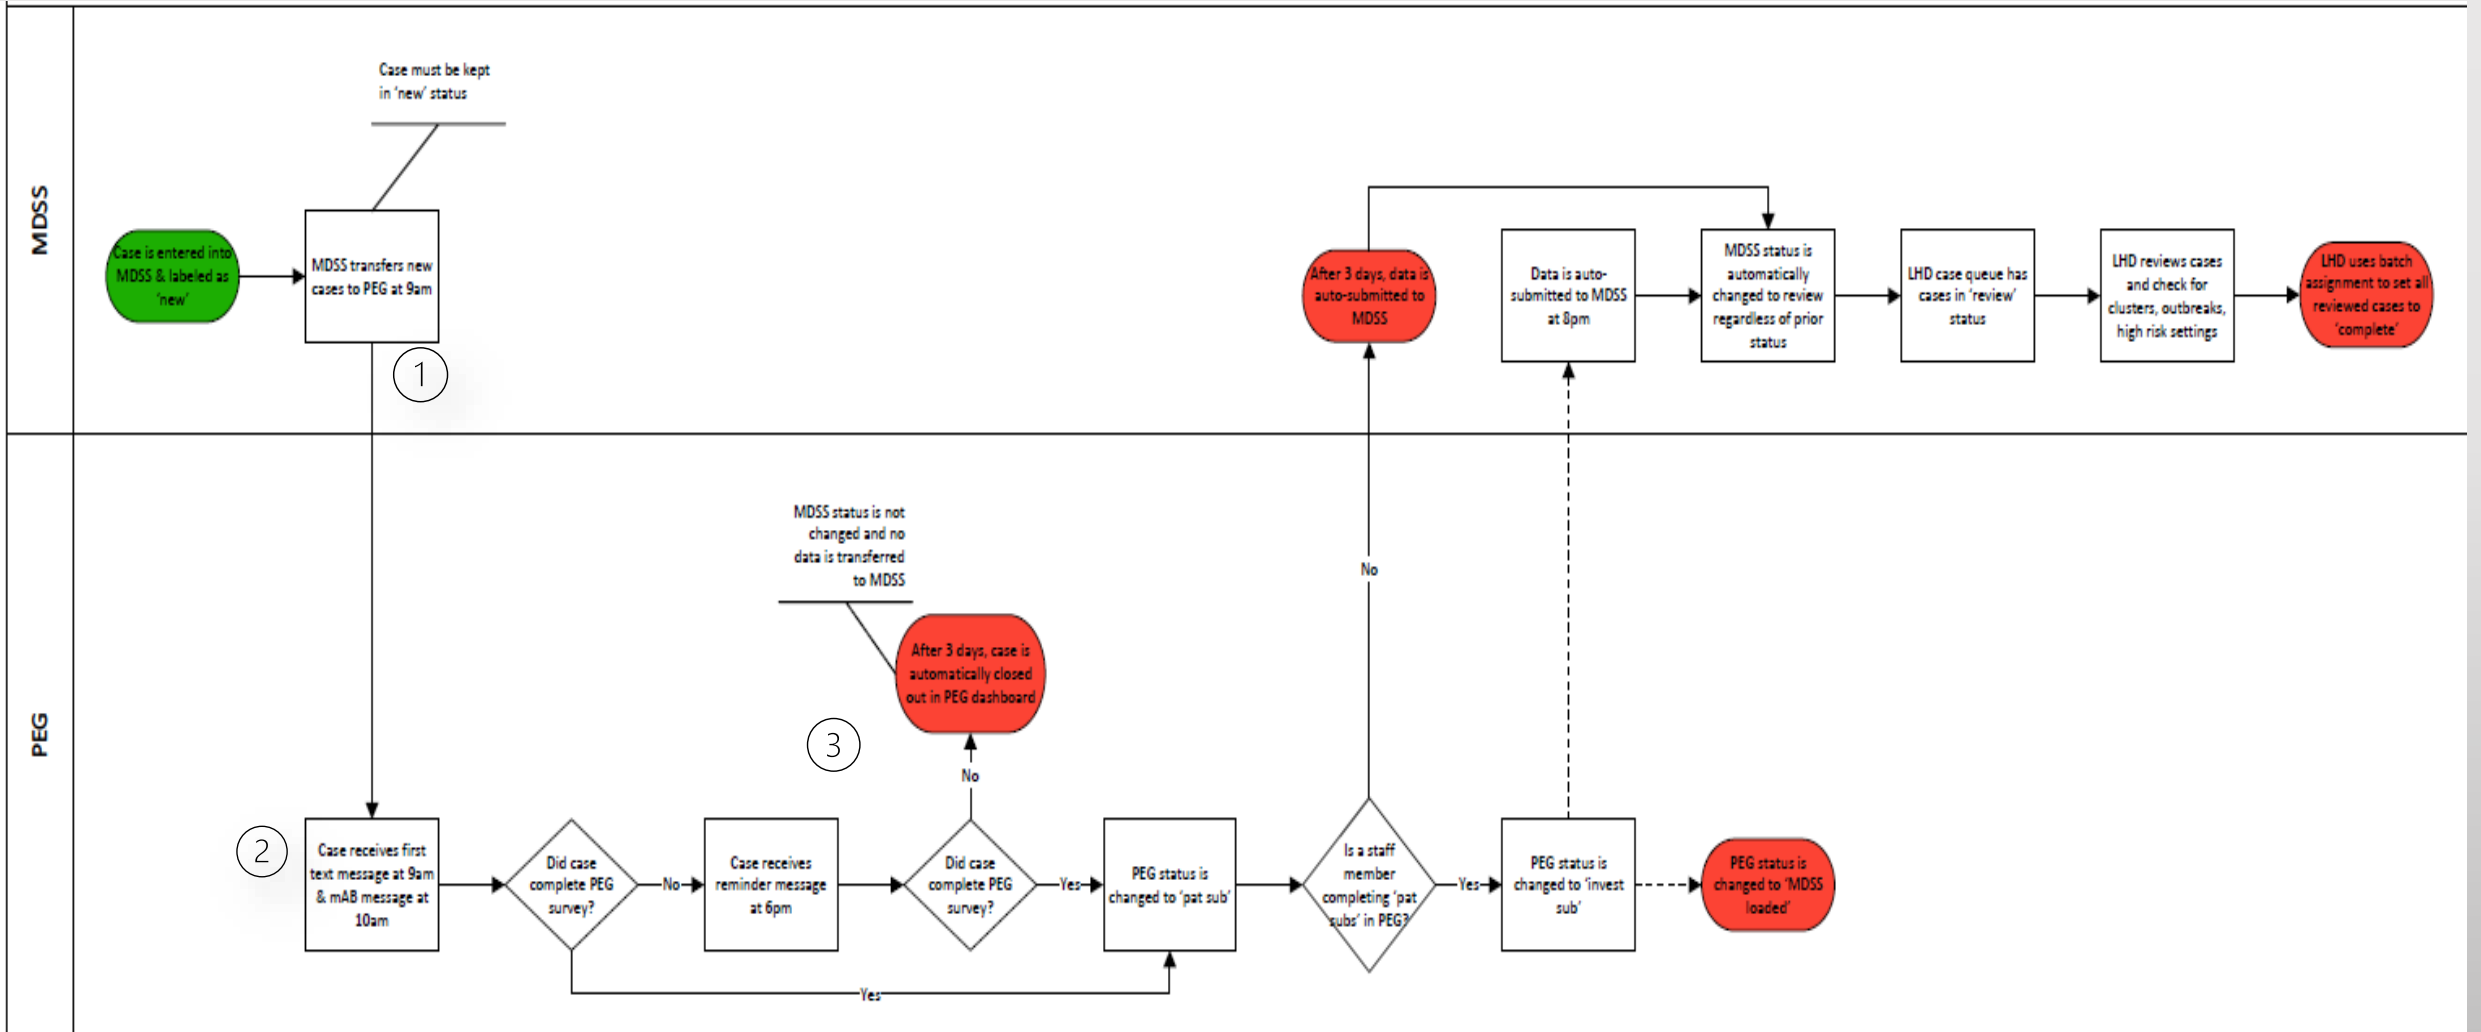 MDSS
Case must be kept
in ‘new’ status
Case is entered into
MDSS & labeled as
‘new’
MDSS transfers new
cases to PEG at 9am
1
After 3 days, data is
auto-submitted to
MDSS
Data is auto-
submitted to MDSS
at 8pm
MDSS status is
automatically
changed to review
regardless of prior
status
LHD case queue has
cases in ‘review’
status
LHD reviews cases
and check for
clusters, outbreaks,
high risk settings
LHD uses batch
assignment to set all
reviewed cases to
‘complete’
PEG
2
Case receives first
text message at 9am
& mAB message at
10am
Did case
complete PEG
survey?
No
Yes
Case receives
reminder message
at 6pm
Did case
complete PEG
survey?
No
3
MDSS status is not
changed and no
data is transferred
to MDSS
After 3 days, case is
automatically closed
out in PEG dashboard
Yes
PEG status is
changed to ‘pat sub’
Is a staff
member
completing ‘pat
subs’ in PEG?
No
Yes
PEG status is
changed to ‘invest
sub’
PEG status is
changed to ‘MDSS
loaded’